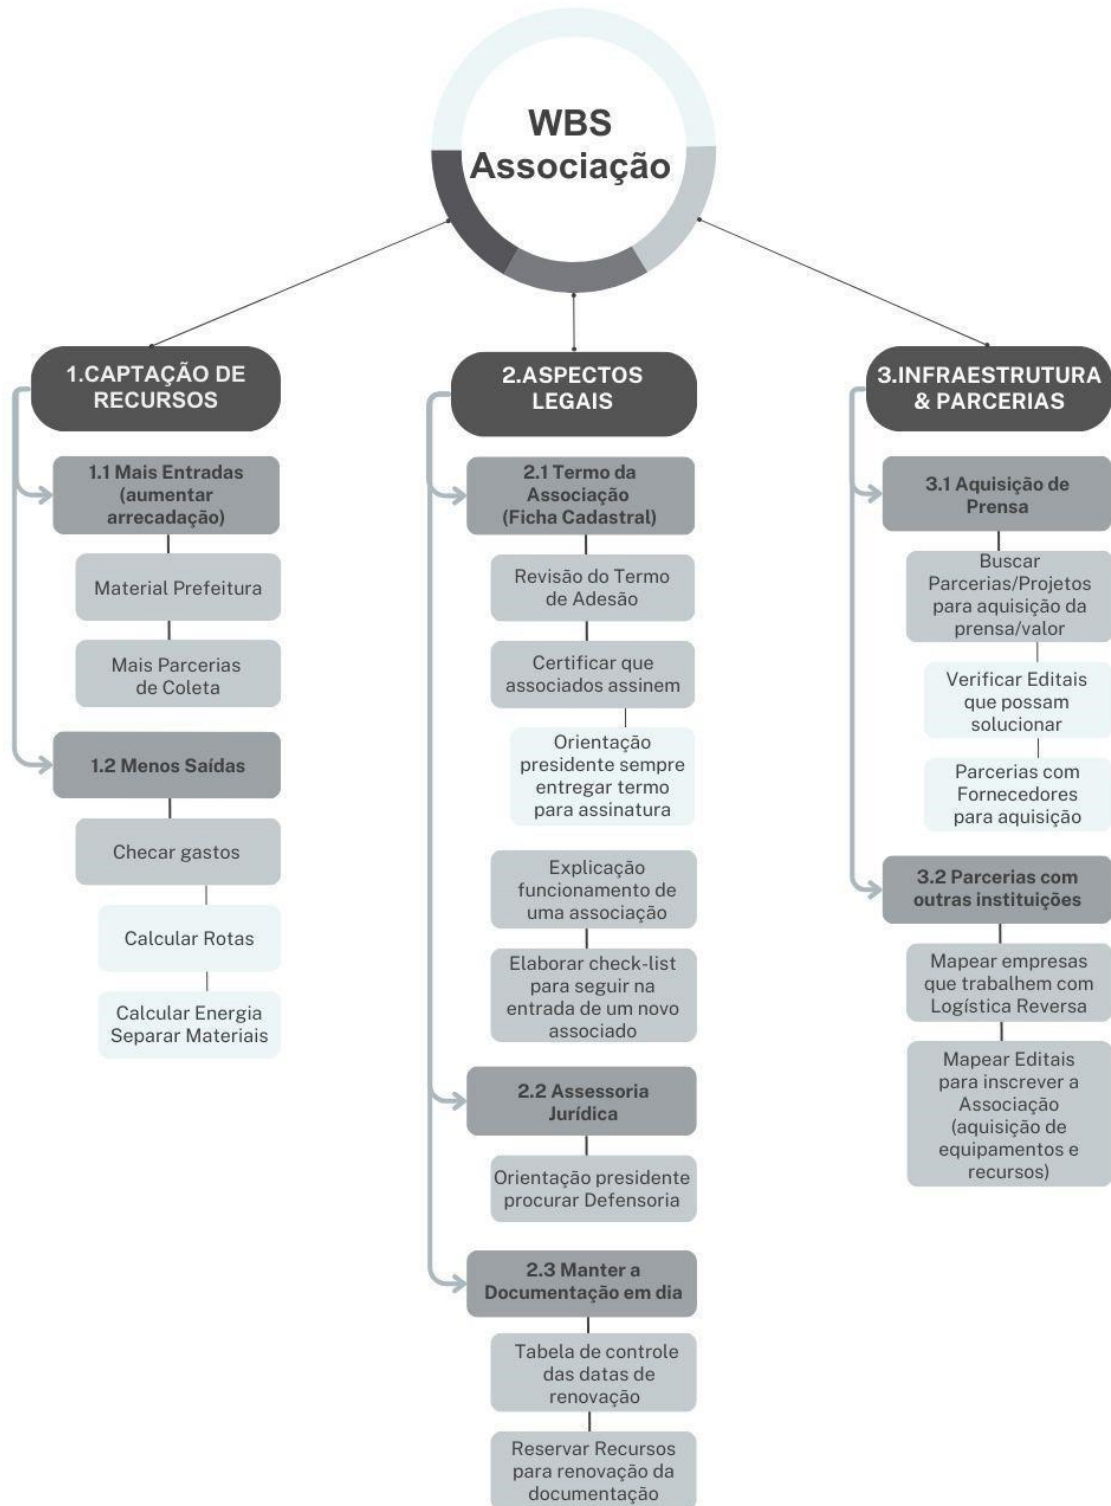 WBS
Associação
1.CAPTAÇÃO DE
RECURSOS
1.1 Mais Entradas
(aumentar
arrecadação)
Material Prefeitura
Mais Parcerias
de Coleta
1.2 Menos Saídas
Checar gastos
Calcular Rotas
Calcular Energia
Separar Materiais
2.ASPECTOS
LEGAIS
2.1 Termo da
Associação
(Ficha Cadastral)
Revisão do Termo
de Adesão
Certificar que
associados assinem
Orientação
presidente sempre
entregar termo
para assinatura
Explicação
funcionamento de
uma associação
Elaborar check-list
para seguir na
entrada de um novo
associado
2.2 Assessoria
Jurídica
Orientação presidente
procurar Defensoria
2.3 Manter a
Documentação em dia
Tabela de controle
das datas de
renovação
Reservar Recursos
para renovação da
documentação
3.INFRAESTRUTURA
& PARCERIAS
3.1 Aquisição de
Prensa
Buscar
Parcerias/Projetos
para aquisição da
prensa/valor
Verificar Editais
que possam
solucionar
Parcerias com
Fornecedores
para aquisição
3.2 Parcerias com
outras instituições
Mapear empresas
que trabalhem com
Logística Reversa
Mapear Editais
para inscrever a
Associação
(aquisição de
equipamentos e
recursos)